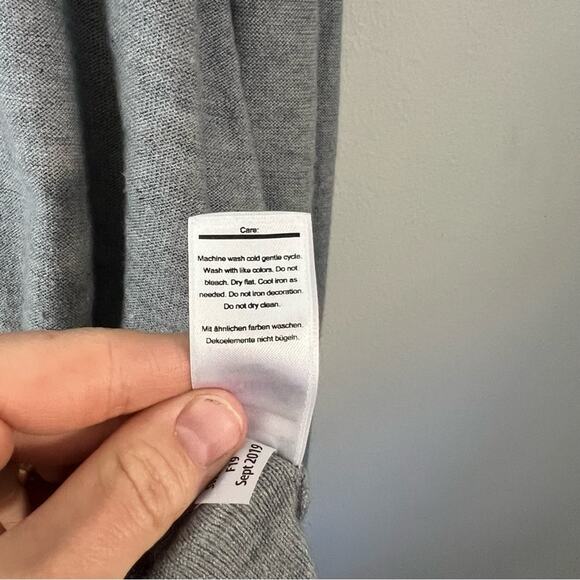 Care:
Machine wash cold gentle cycle.
Wash with like colors. Do not
bleach. Dry flat. Cool iron as
needed. Do not iron decoration.
Do not dry clean.
Mit ähnlichen farben waschen.
Dekoelemente nicht bügeln.
F19
Sept 2019